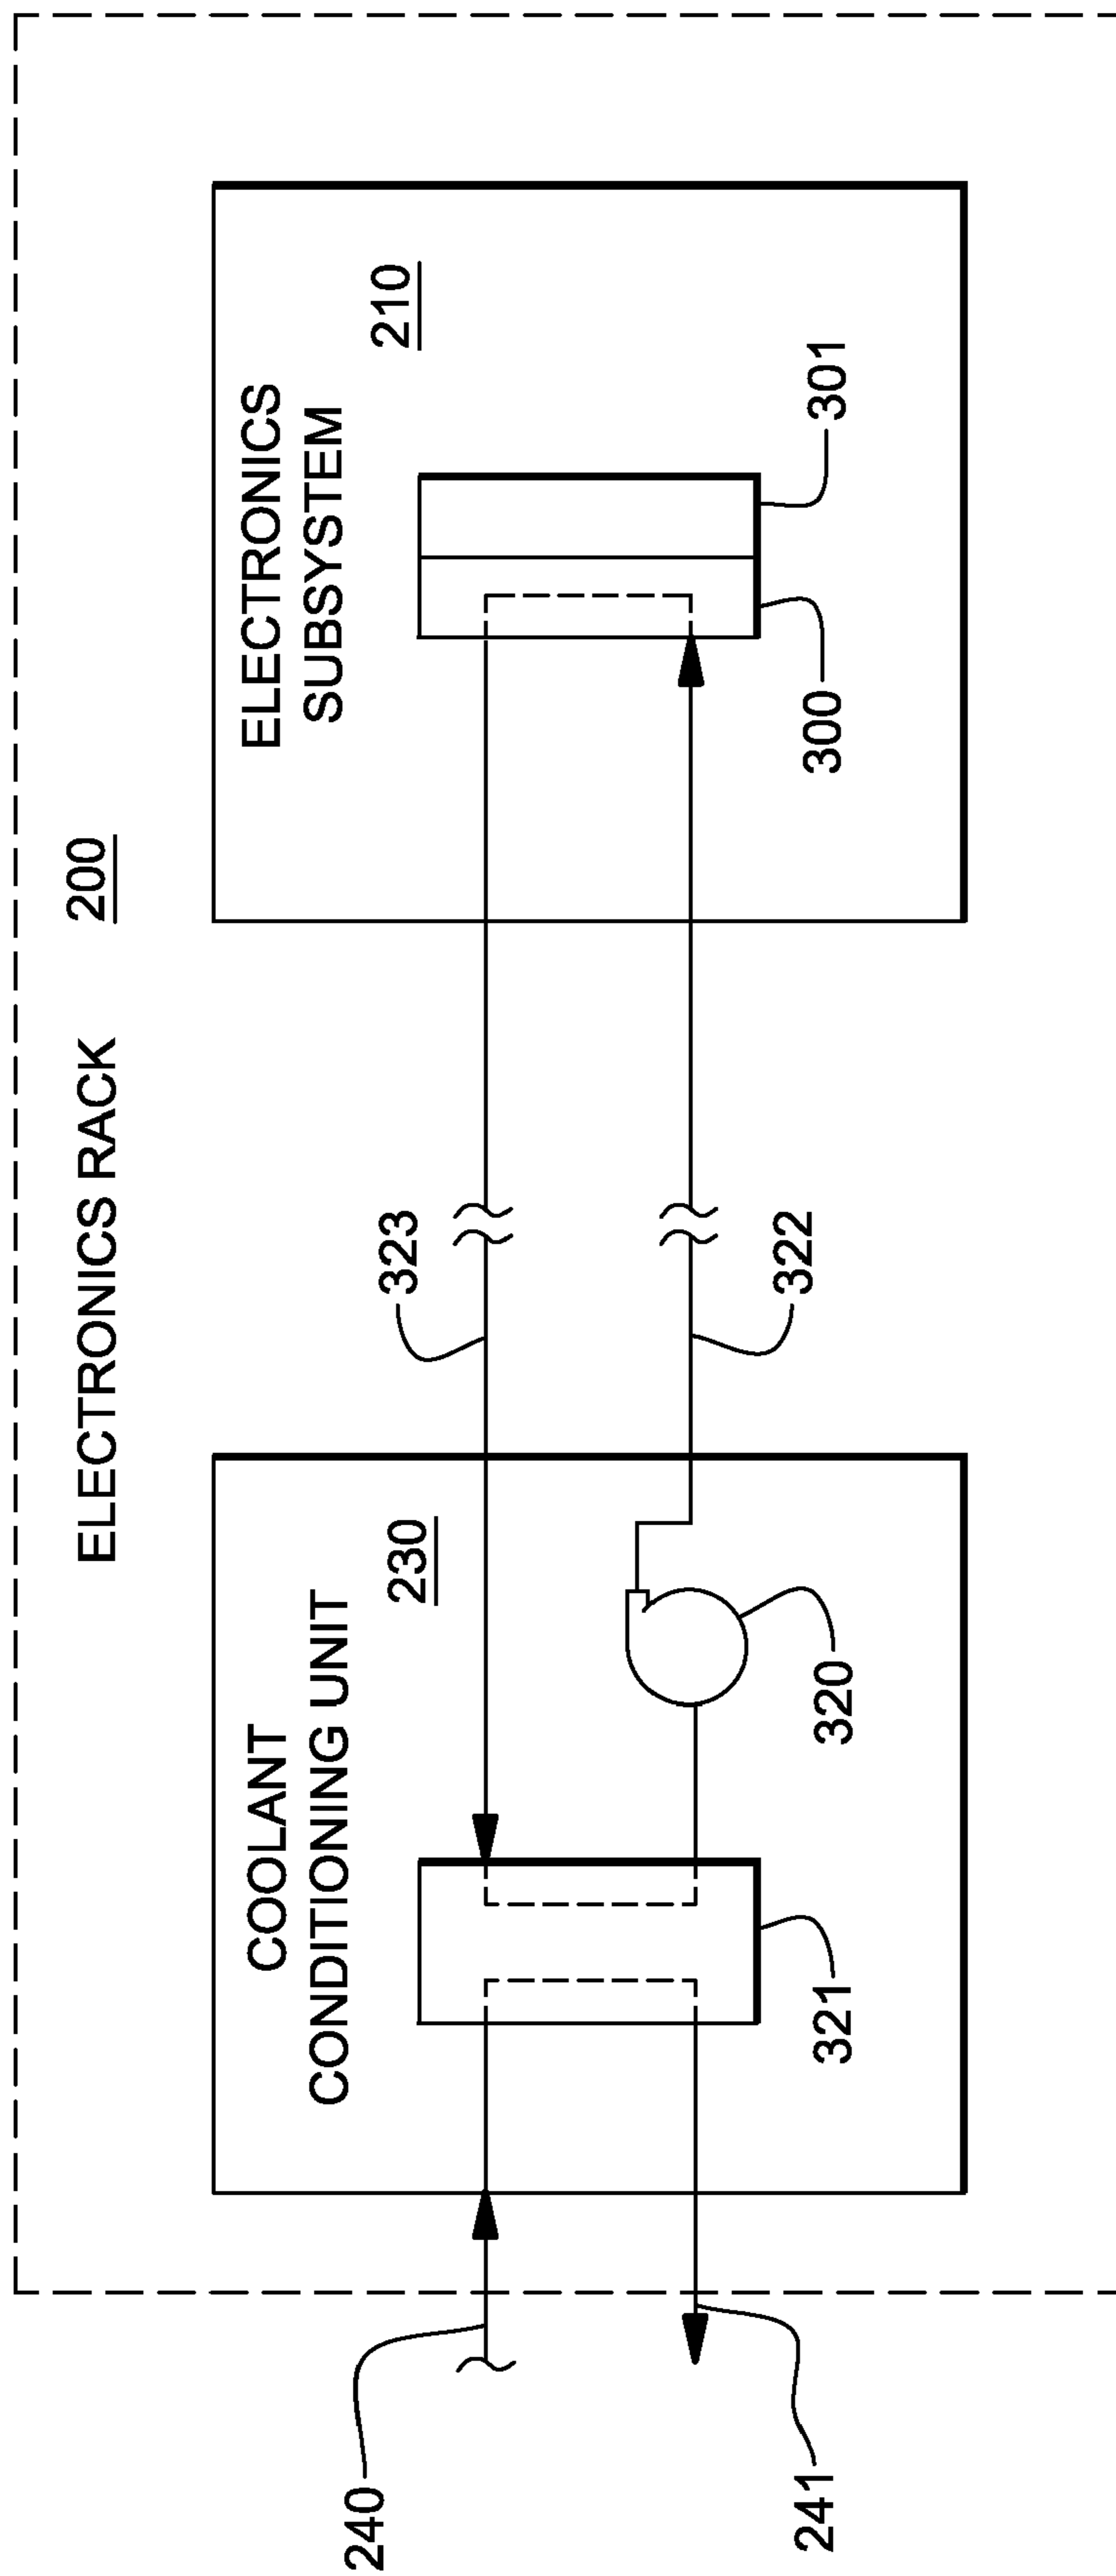 ELECTRONICS RACK 200
COOLANT
CONDITIONING UNIT
230
ELECTRONICS
SUBSYSTEM
210
240
323
241
321
320
322
300
301